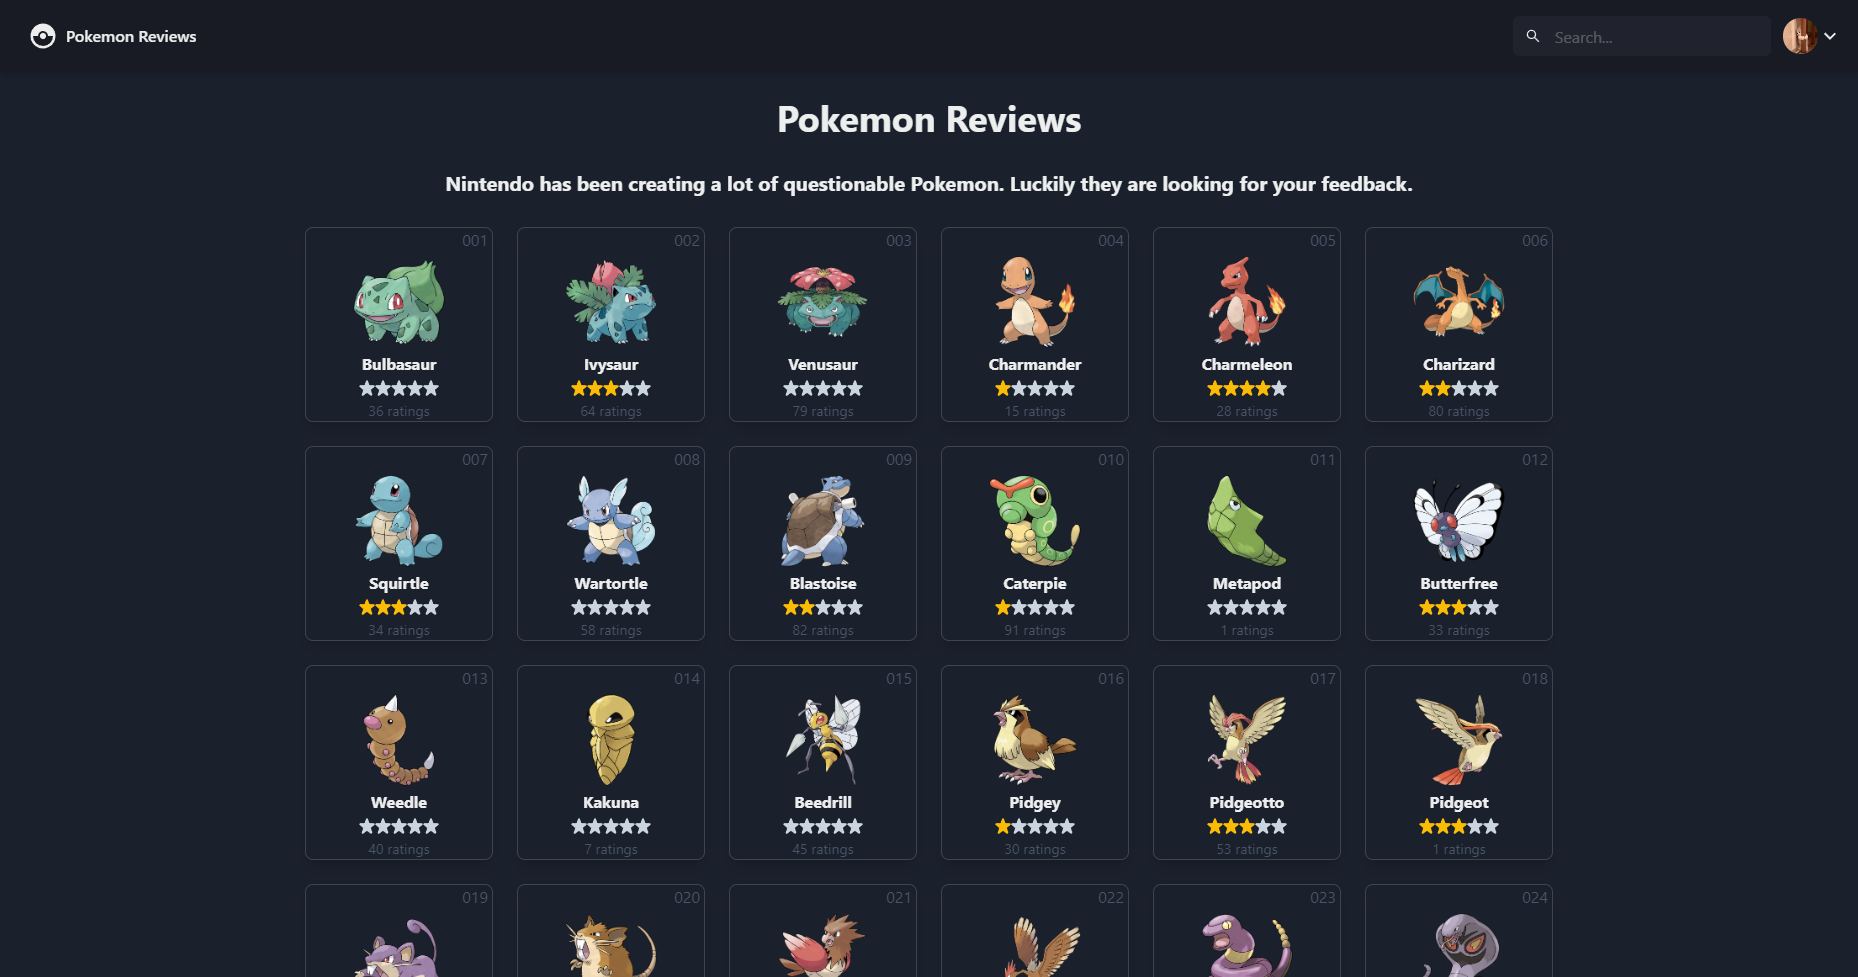 Pokemon Reviews
Search...
Pokemon Reviews
Nintendo has been creating a lot of questionable Pokemon. Luckily they are looking for your feedback.
001 002 003 004 005 006
Bulbasaur Ivysaur Venusaur Charmander Charmeleon Charizard
36 ratings 64 ratings 79 ratings 15 ratings 28 ratings 80 ratings
007 008 009 010 011 012
Squirtle Wartortle Blastoise Caterpie Metapod Butterfree
34 ratings 58 ratings 82 ratings 91 ratings 1 ratings 33 ratings
013 014 015 016 017 018
Weedle Kakuna Beedrill Pidgey Pidgeotto Pidgeot
40 ratings 7 ratings 45 ratings 30 ratings 53 ratings 1 ratings
019 020 021 022 023 024